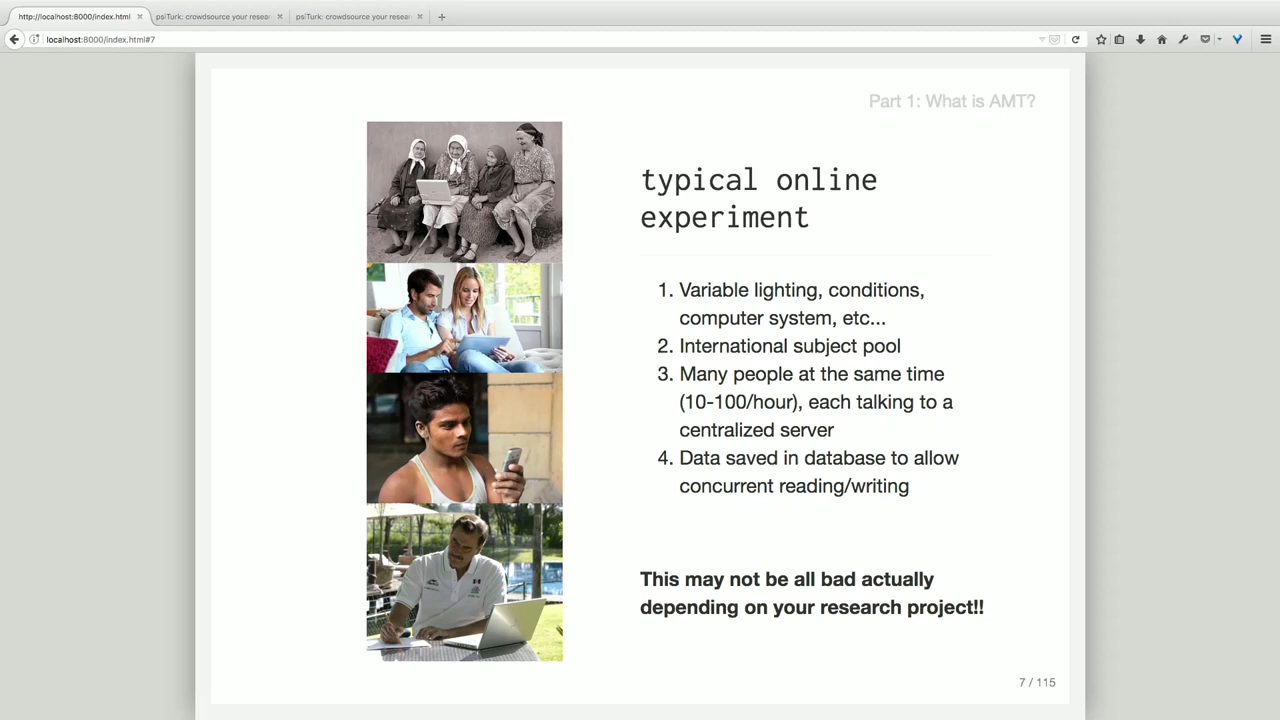 http://localhost:8000/index.html
psiTurk: crowdsource your resear
psiTurk: crowdsource your resear
localhost:8000/index.html#7
Part 1: What is AMT?
typical online
experiment
1. Variable lighting, conditions,
computer system, etc...
2. International subject pool
3. Many people at the same time
(10-100/hour), each talking to a
centralized server
4. Data saved in database to allow
concurrent reading/writing
This may not be all bad actually
depending on your research project!!
7 / 115